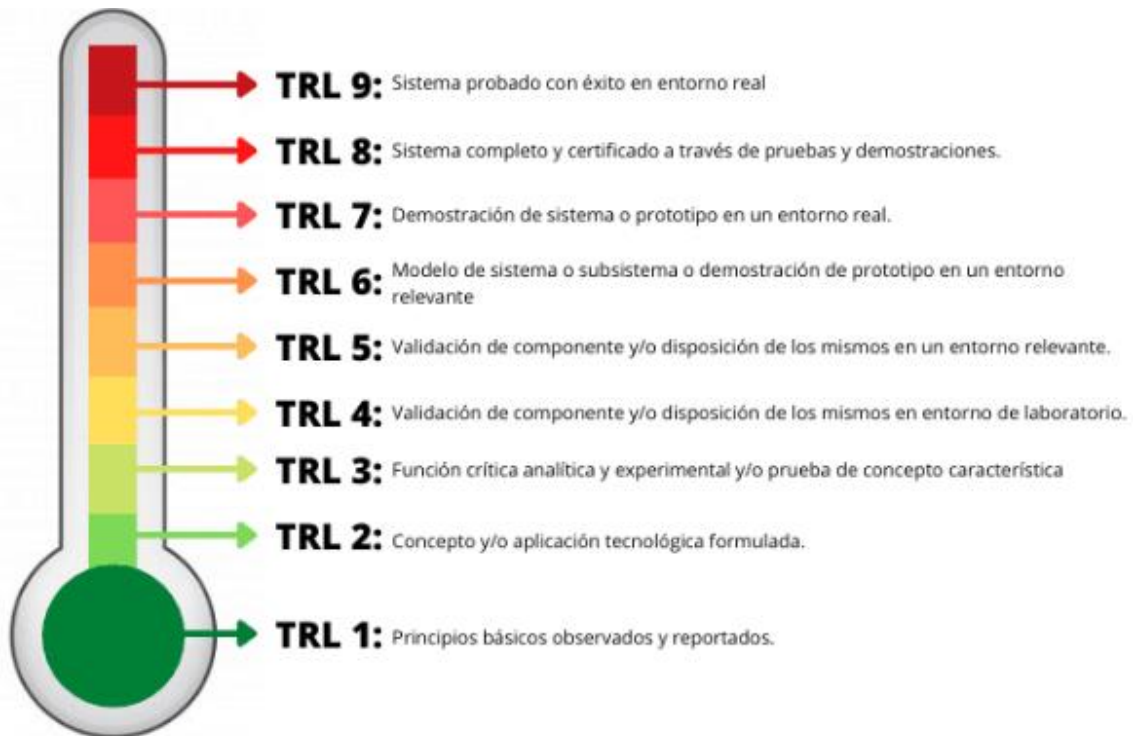 TRL 9: Sistema probado con éxito en entorno real
TRL 8: Sistema completo y certificado a través de pruebas y demostraciones.
TRL 7: Demostración de sistema o prototipo en un entorno real.
TRL 6: Modelo de sistema o subsistema o demostración de prototipo en un entorno
relevante
TRL 5: Validación de componente y/o disposición de los mismos en un entorno relevante.
TRL 4: Validación de componente y/o disposición de los mismos en entorno de laboratorio.
TRL 3: Función crítica analítica y experimental y/o prueba de concepto característica
TRL 2: Concepto y/o aplicación tecnológica formulada.
TRL 1: Principios básicos observados y reportados.